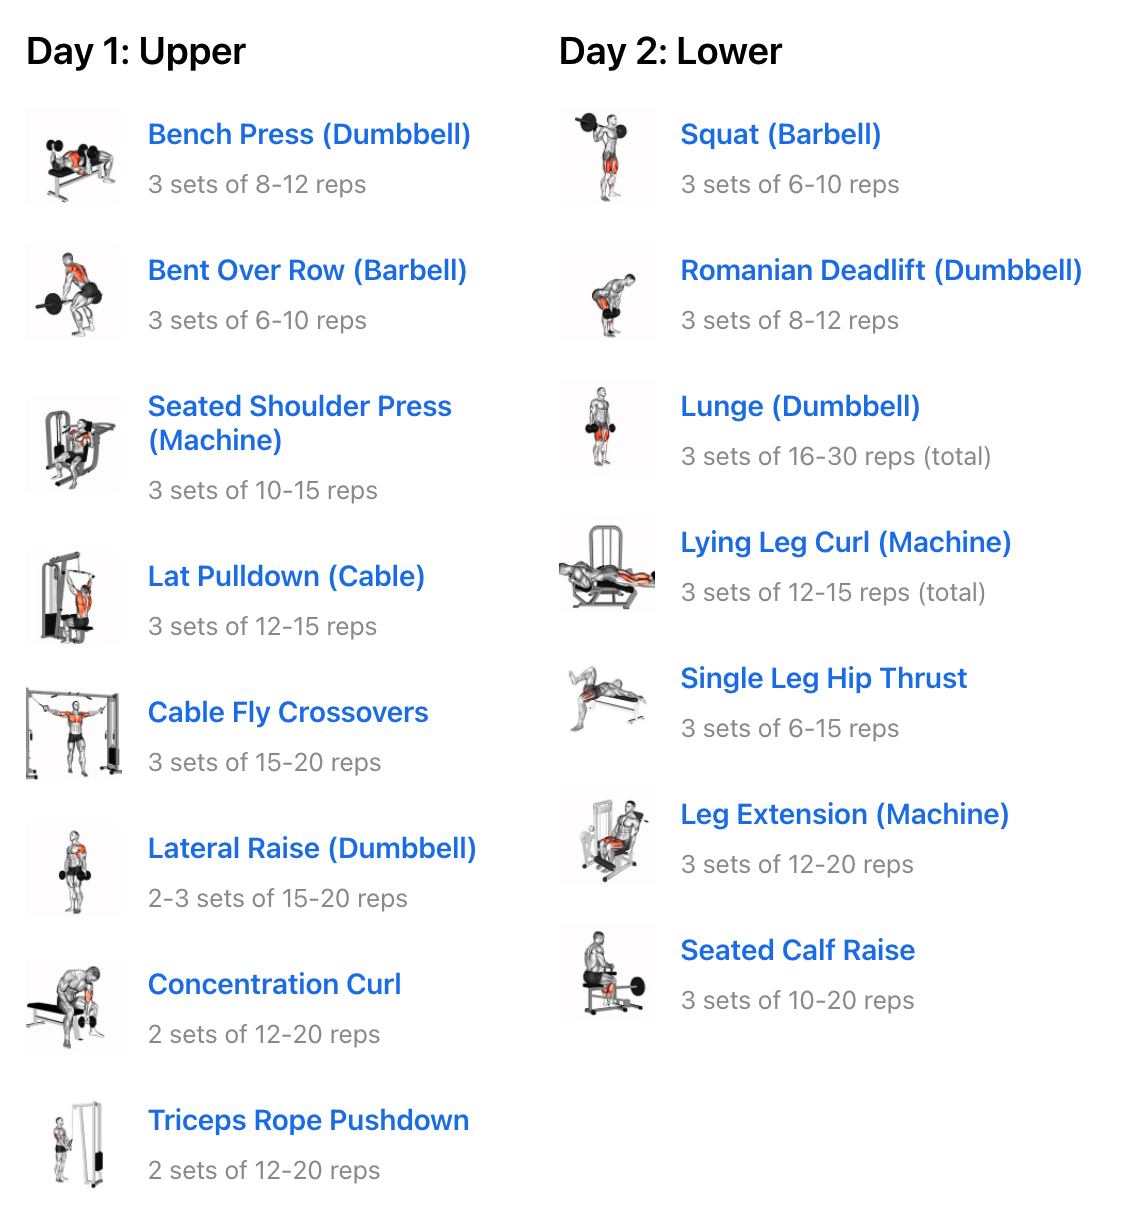 Day 1: Upper
Bench Press (Dumbbell)
3 sets of 8-12 reps
Bent Over Row (Barbell)
3 sets of 6-10 reps
Seated Shoulder Press
(Machine)
3 sets of 10-15 reps
Lat Pulldown (Cable)
3 sets of 12-15 reps
Cable Fly Crossovers
3 sets of 15-20 reps
Lateral Raise (Dumbbell)
2-3 sets of 15-20 reps
Concentration Curl
2 sets of 12-20 reps
Triceps Rope Pushdown
2 sets of 12-20 reps
Day 2: Lower
Squat (Barbell)
3 sets of 6-10 reps
Romanian Deadlift (Dumbbell)
3 sets of 8-12 reps
Lunge (Dumbbell)
3 sets of 16-30 reps (total)
Lying Leg Curl (Machine)
3 sets of 12-15 reps (total)
Single Leg Hip Thrust
3 sets of 6-15 reps
Leg Extension (Machine)
3 sets of 12-20 reps
Seated Calf Raise
3 sets of 10-20 reps